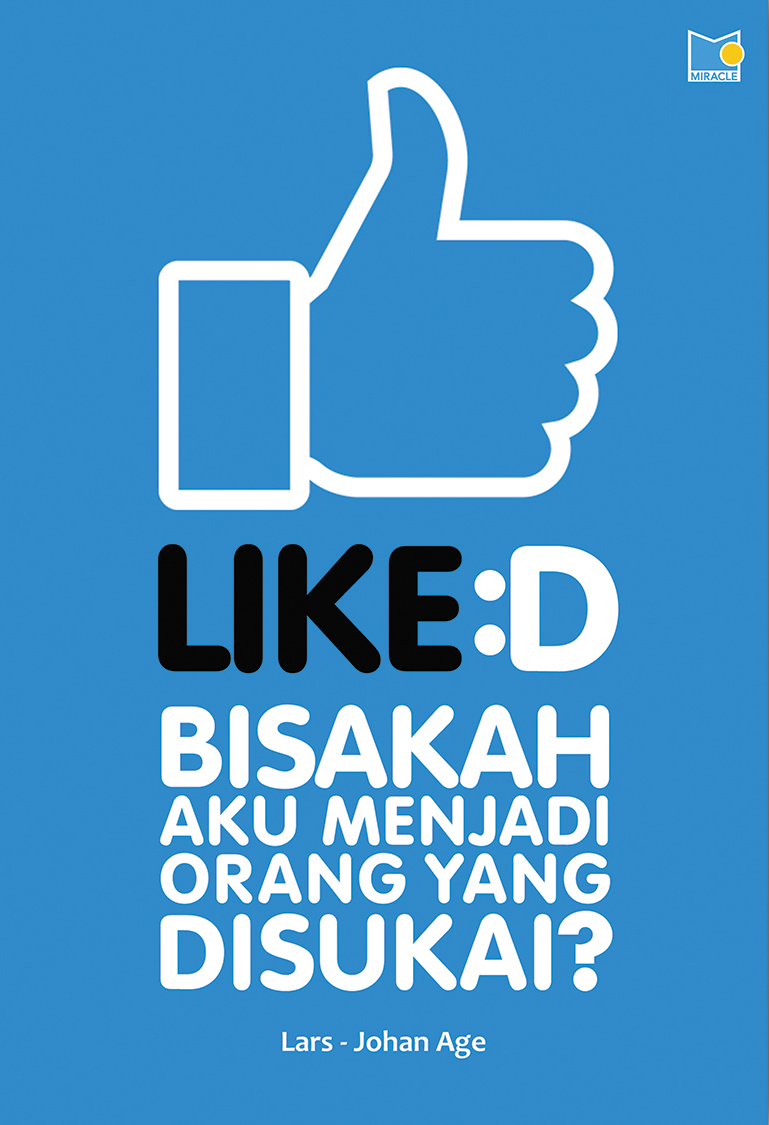 MIRACLE
LIKE:D
BISAKAH
AKU MENJADI
ORANG YANG
DISUKAI?
Lars - Johan Age